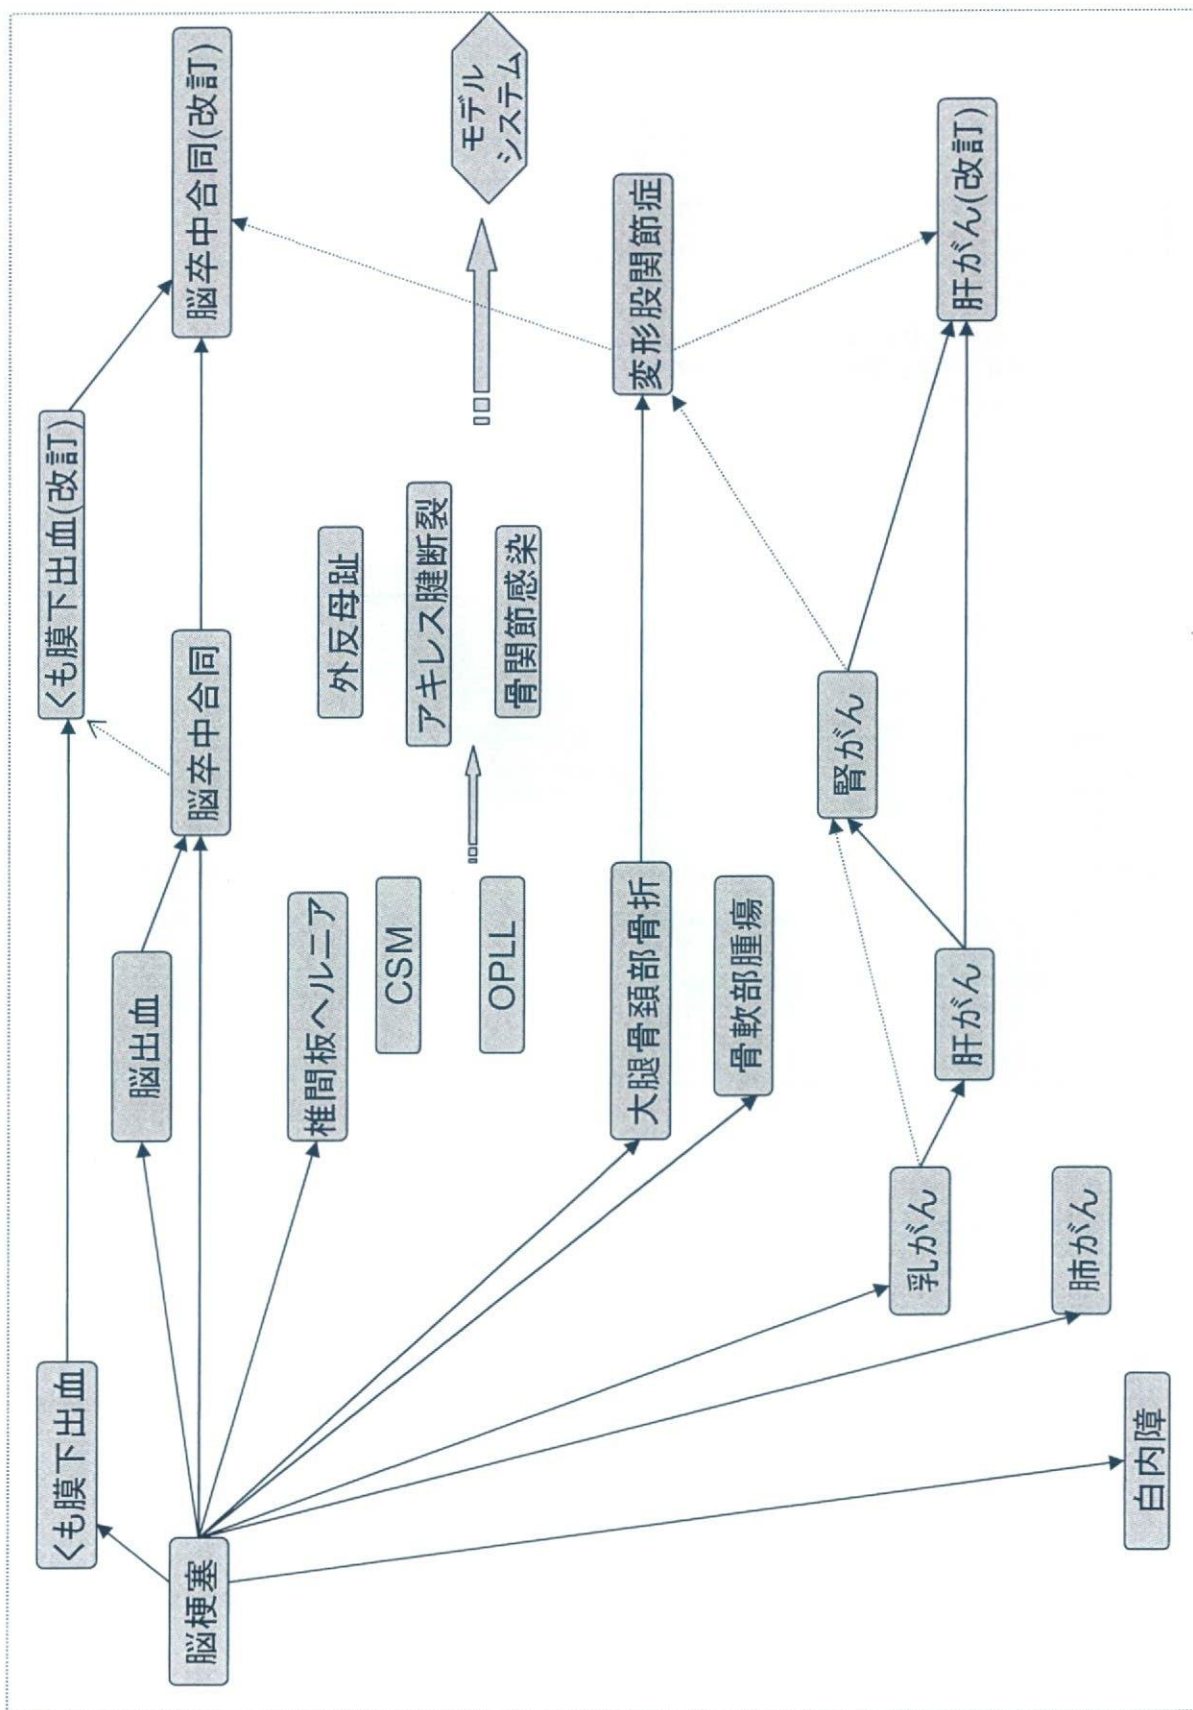 くも膜下出血
くも膜下出血(改訂)
脳梗塞
脳出血
脳卒中合同
脳卒中合同(改訂)
椎間板ヘルニア
外反母趾
CSM
アキレス腱断裂
OPLL
骨関節感染
モデル
システム
大腿骨頚部骨折
変形股関節症
骨軟部腫瘍
腎がん
乳がん
肝がん
肝がん(改訂)
肺がん
白内障